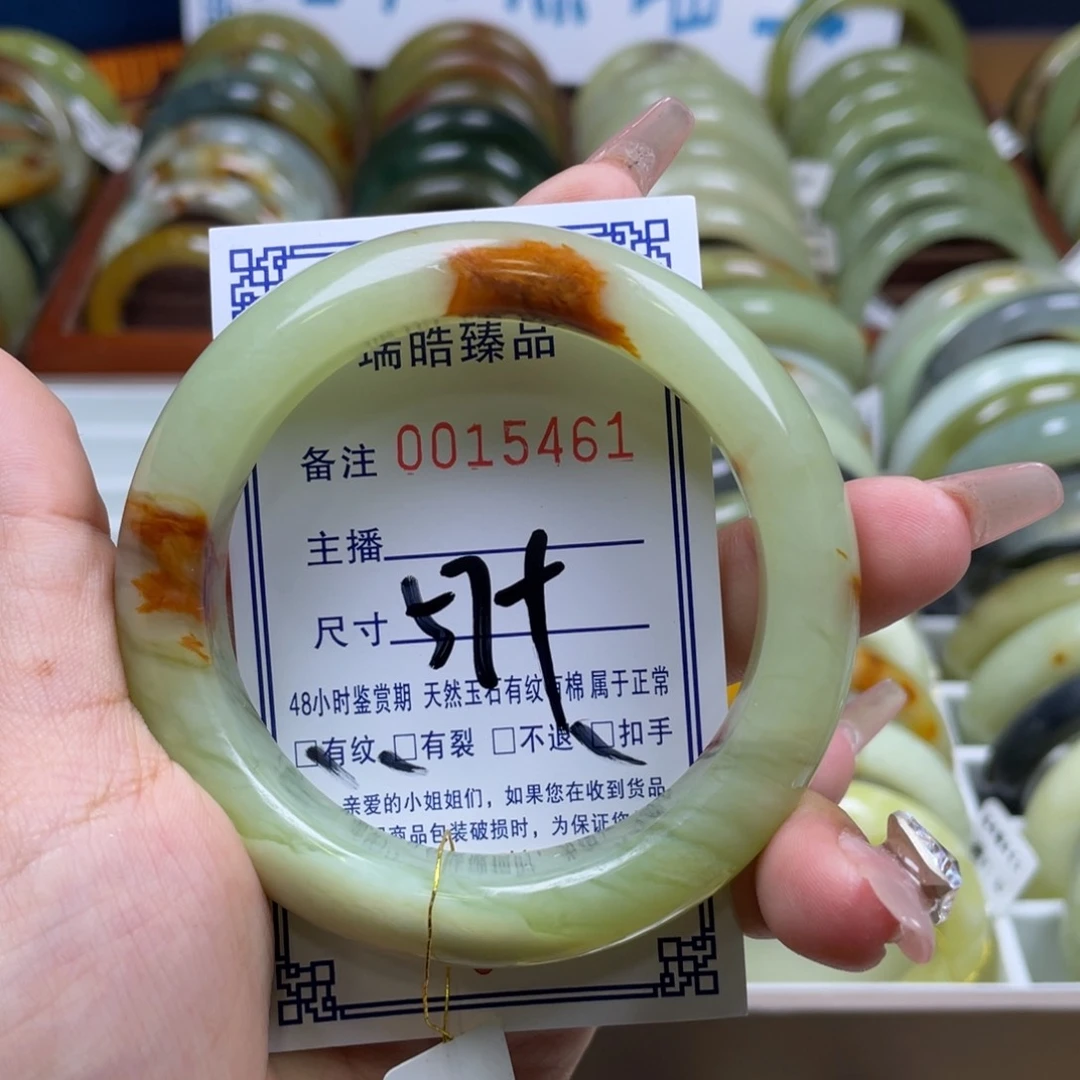 瑞皓臻品
备注 0015461
主播
尺寸 57
48小时鉴赏期 天然玉石有纹有棉属于正常
□有纹 □有裂 □不退 □扣手
亲爱的小姐姐们，如果您在收到货品
商品包装破损时，为保证您